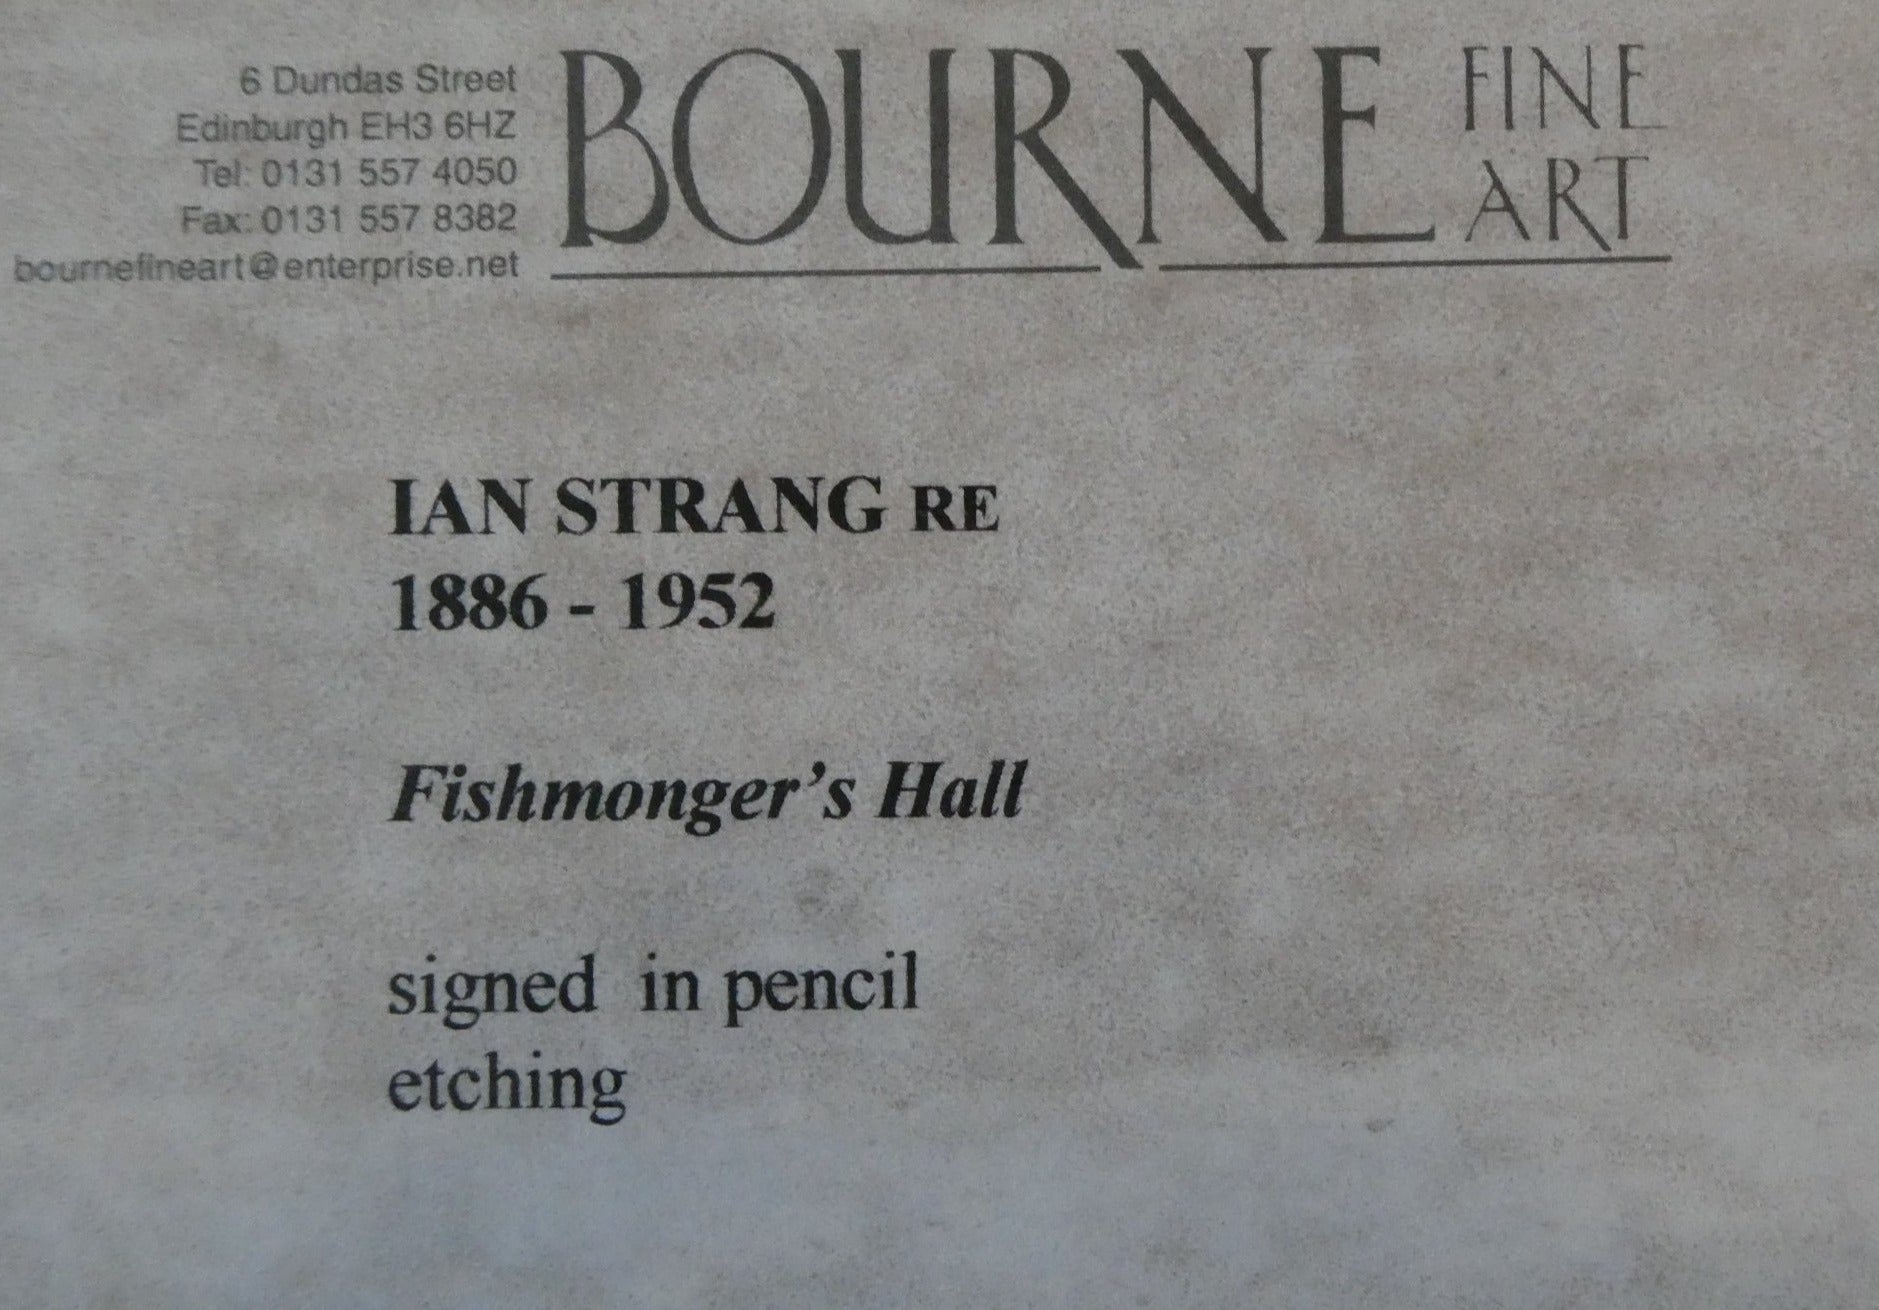 6 Dundas Street
Edinburgh EH3 6HZ
Tel: 0131 557 4050
Fax: 0131 557 8382
bournefineart@enterprise.net
BOURNE
FINE
ART
IAN STRANG RE
1886 - 1952
Fishmonger’s Hall
signed in pencil
etching